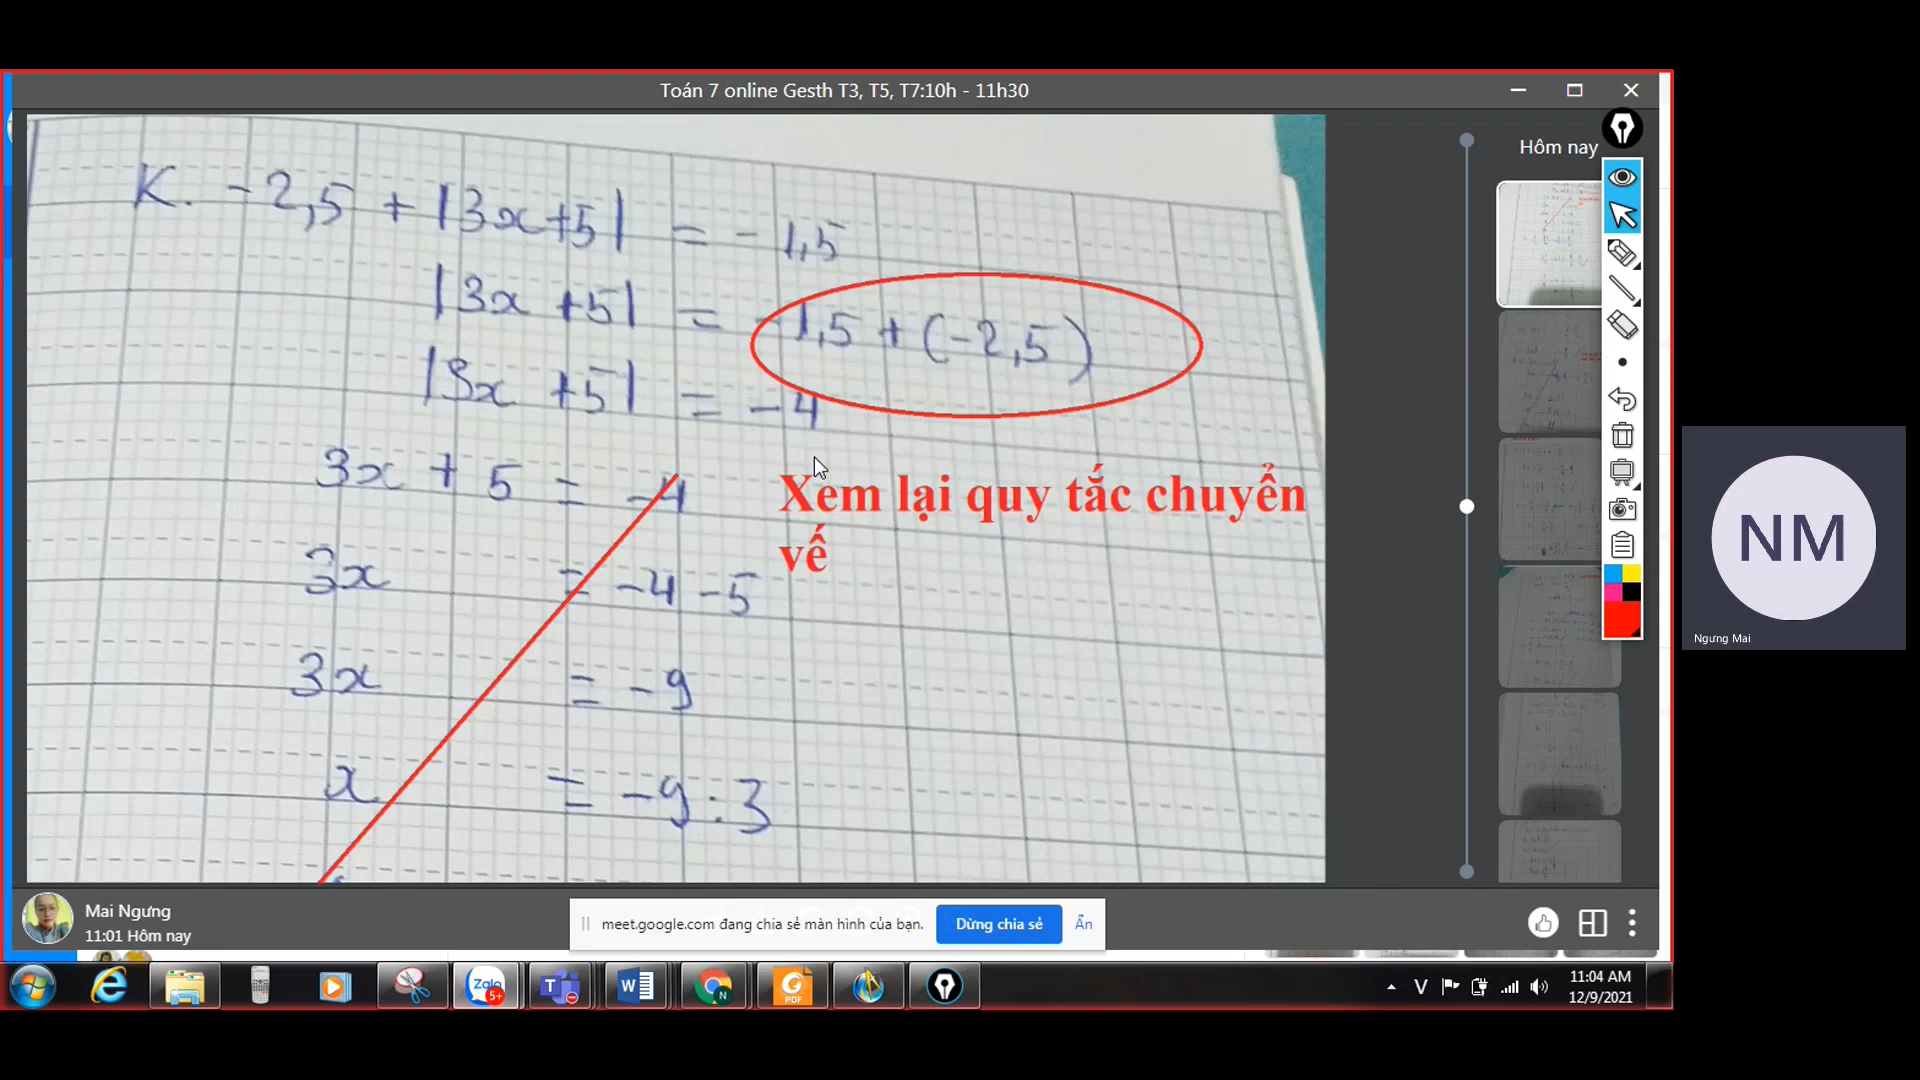 Toán 7 online Gesth T3, T5, T7:10h - 11h30
Hôm nay
K. -2,5 + |3x+5| = -1,5
|3x +5| = -1,5 + (-2,5)
|3x +5| = -4
3x + 5 = -4
Xem lại quy tắc chuyển
vế
3x = -4 -5
3x = -9
x = -9 : 3
NM
Ngưng Mai
Mai Ngưng
11:01 Hôm nay
meet.google.com đang chia sẻ màn hình của bạn.
Dừng chia sẻ
Ẩn
Zalo
5+
T
W
N
PDF
V
11:04 AM
12/9/2021